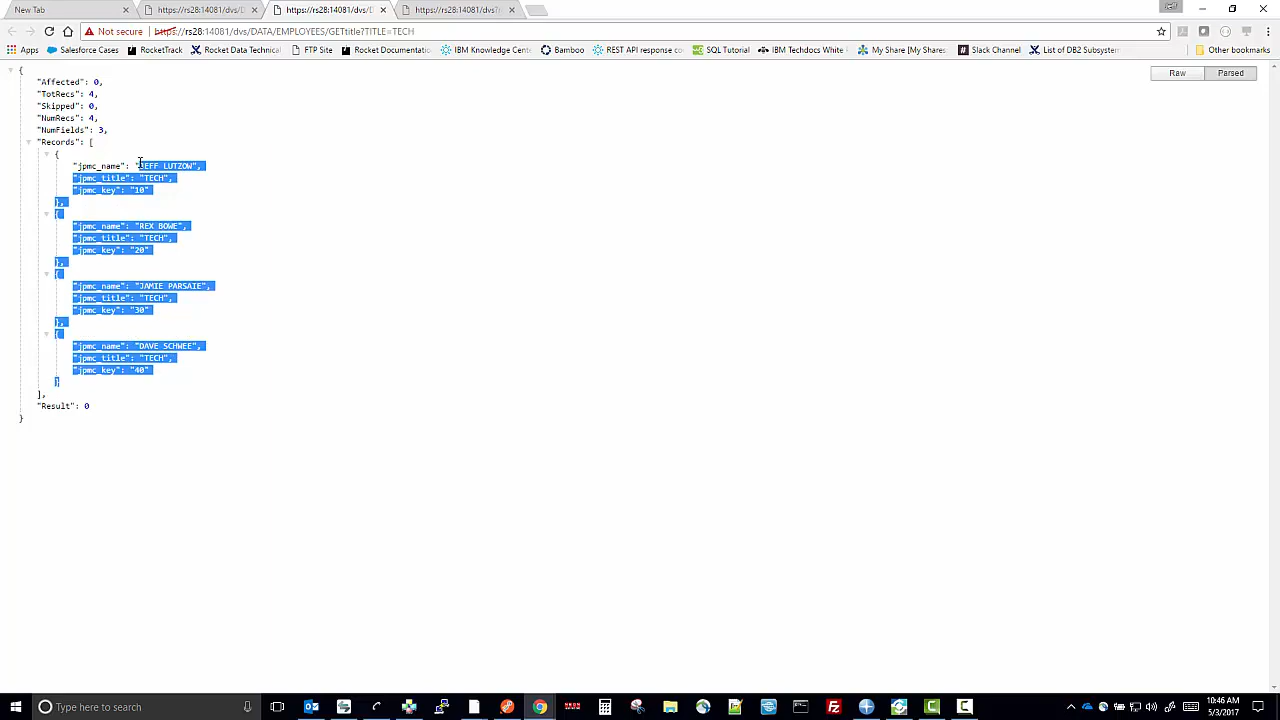 New Tab
https://rs28:14081/dvs/D
https://rs28:14081/dvs/D
https://rs28:14081/dvs?
Not secure | https://rs28:14081/dvs/DATA/EMPLOYEES/GETtitle?TITLE=TECH
Apps
Salesforce Cases
RocketTrack
Rocket Data Technical
FTP Site
Rocket Documentatio
IBM Knowledge Cente
Bamboo
REST API response co
SQL Tutorial
IBM Techdocs White
My Share [My Shares
Slack Channel
List of DB2 Subsystem
Other bookmarks
Raw
Parsed
{
"Affected": 0,
"TotRecs": 4,
"Skipped": 0,
"NumRecs": 4,
"NumFields": 3,
"Records": [
{
"jpmc_name": "JEFF LUTZOW",
"jpmc_title": "TECH",
"jpmc_key": "10"
},
{
"jpmc_name": "REX BOWE",
"jpmc_title": "TECH",
"jpmc_key": "20"
},
{
"jpmc_name": "JAMIE PARSAIE",
"jpmc_title": "TECH",
"jpmc_key": "30"
},
{
"jpmc_name": "DAVE SCHWEE",
"jpmc_title": "TECH",
"jpmc_key": "40"
}
],
"Result": 0
}
Type here to search
10:46 AM
5/3/2017